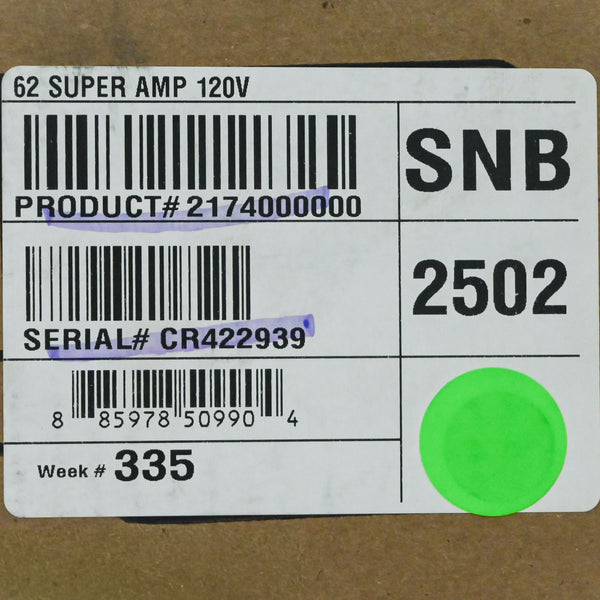 62 SUPER AMP 120V
SNB
PRODUCT# 2174000000
2502
SERIAL# CR422939
8 85978 50990 4
Week # 335